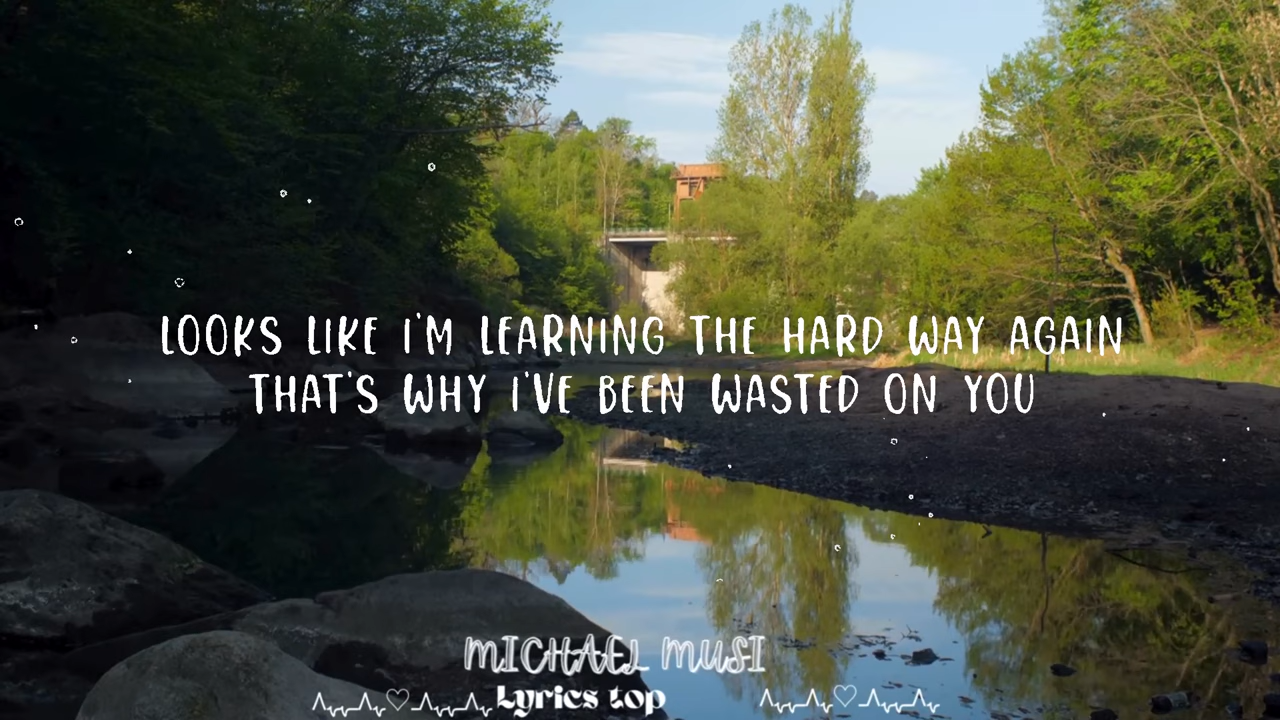 LOOKS LIKE I'M LEARNING THE HARD WAY AGAIN
THAT'S WHY I'VE BEEN WASTED ON YOU
MICHAEL MUSI
Lyrics top